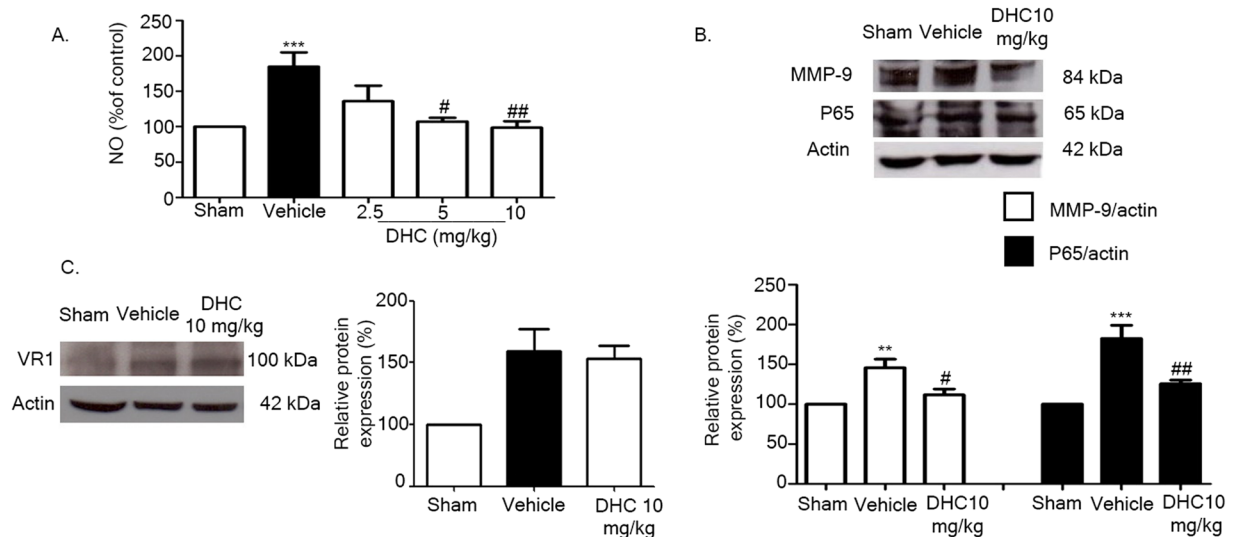 A.
NO (%of control)
250
200
150
100
50
0
***
#
##
Sham Vehicle 2.5 5 10
DHC (mg/kg)
B.
Sham Vehicle DHC10
mg/kg
MMP-9 84 kDa
P65 65 kDa
Actin 42 kDa
MMP-9/actin
P65/actin
Relative protein
expression (%)
250
200
150
100
50
0
**
#
***
##
Sham Vehicle DHC10 Sham Vehicle DHC10
mg/kg mg/kg
C.
Sham Vehicle DHC
10 mg/kg
VR1 100 kDa
Actin 42 kDa
Relative protein
expression (%)
200
150
100
0
Sham Vehicle DHC 10
mg/kg